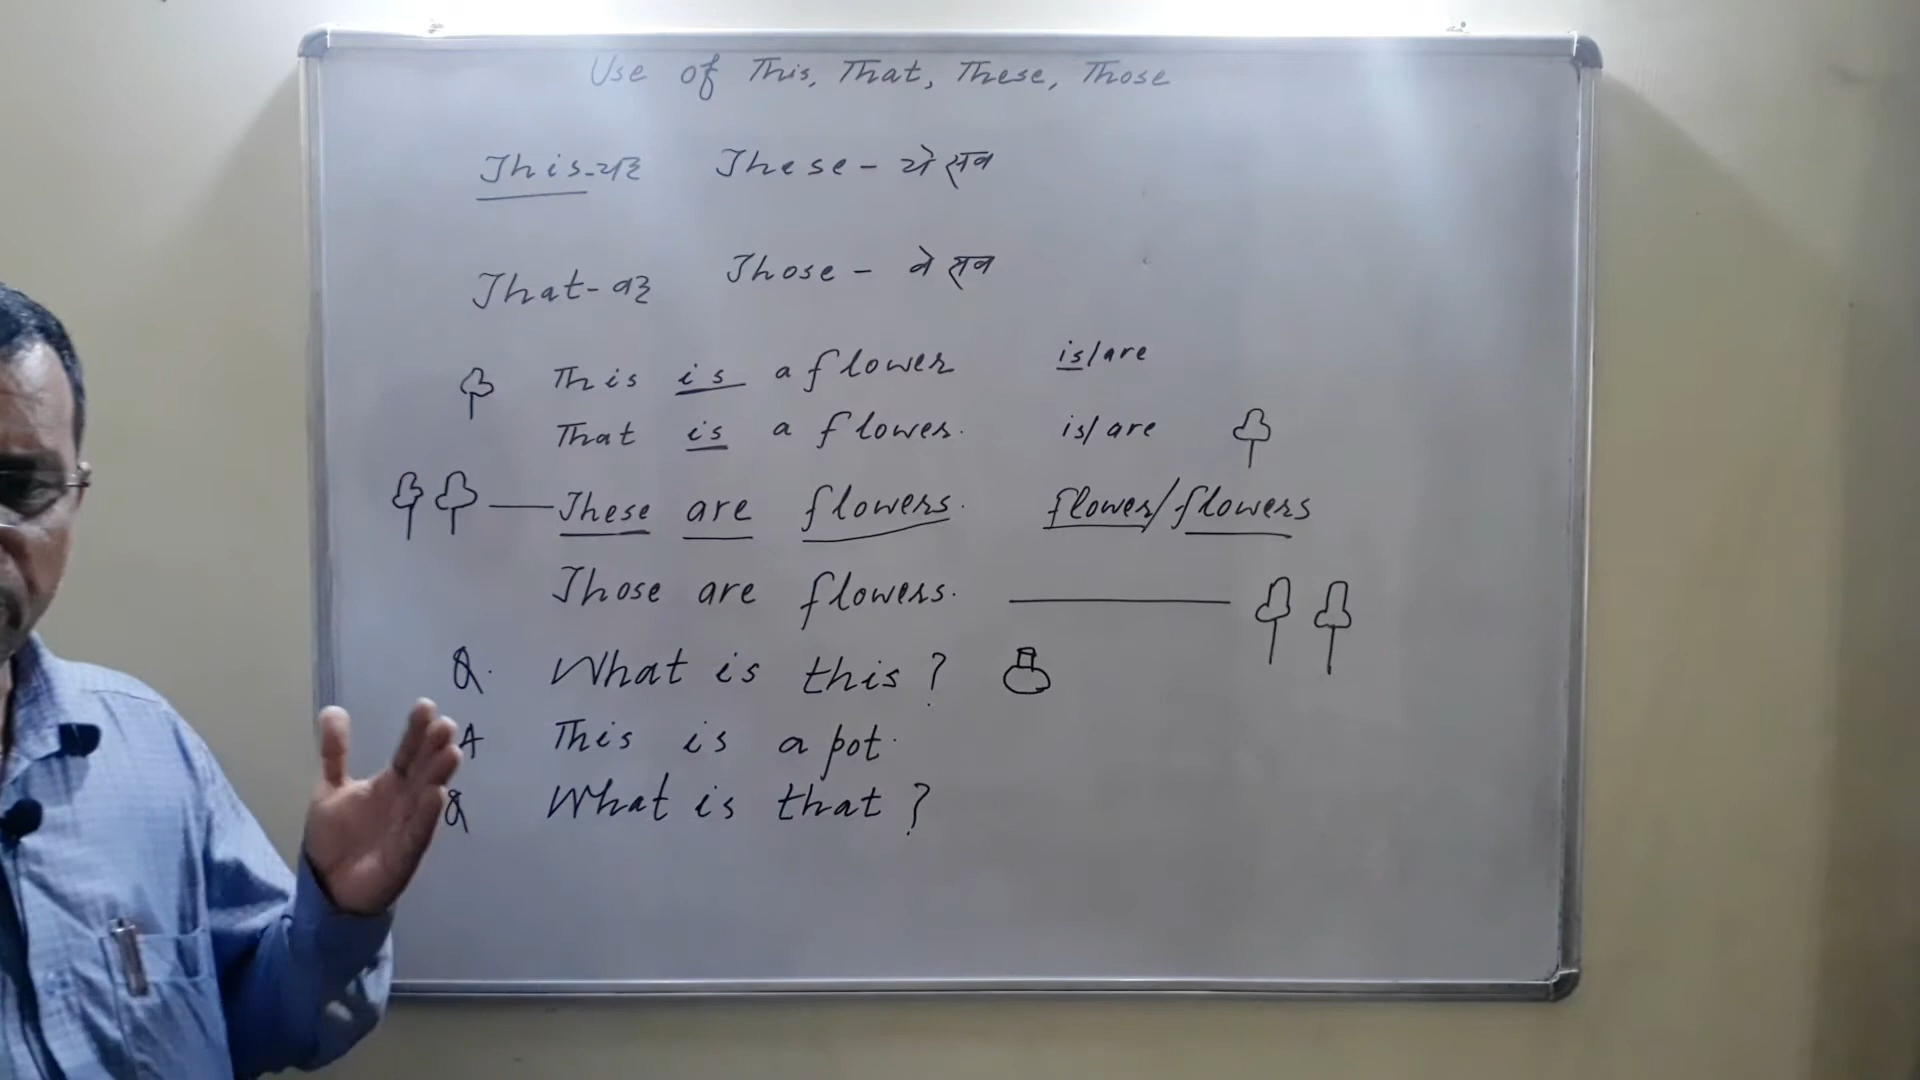 Use of This, That, These, Those
This-यह These - ये सब
That-वह Those - वे सब
This is a flower is/are
That is a flower. is/are
These are flowers. flower/flowers
Those are flowers.
Q. What is this?
A This is a pot.
Q What is that?